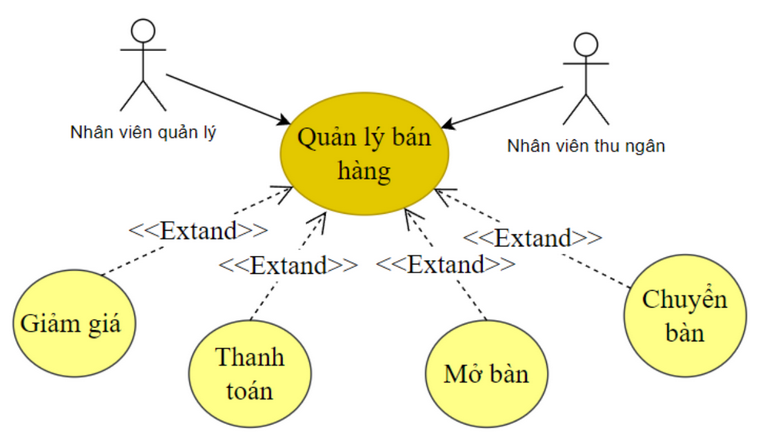 Nhân viên quản lý
Nhân viên thu ngân
Quản lý bán
hàng
<<Extand>>
<<Extand>>
<<Extand>>
<<Extand>>
Giảm giá
Thanh
toán
Mở bàn
Chuyển
bàn